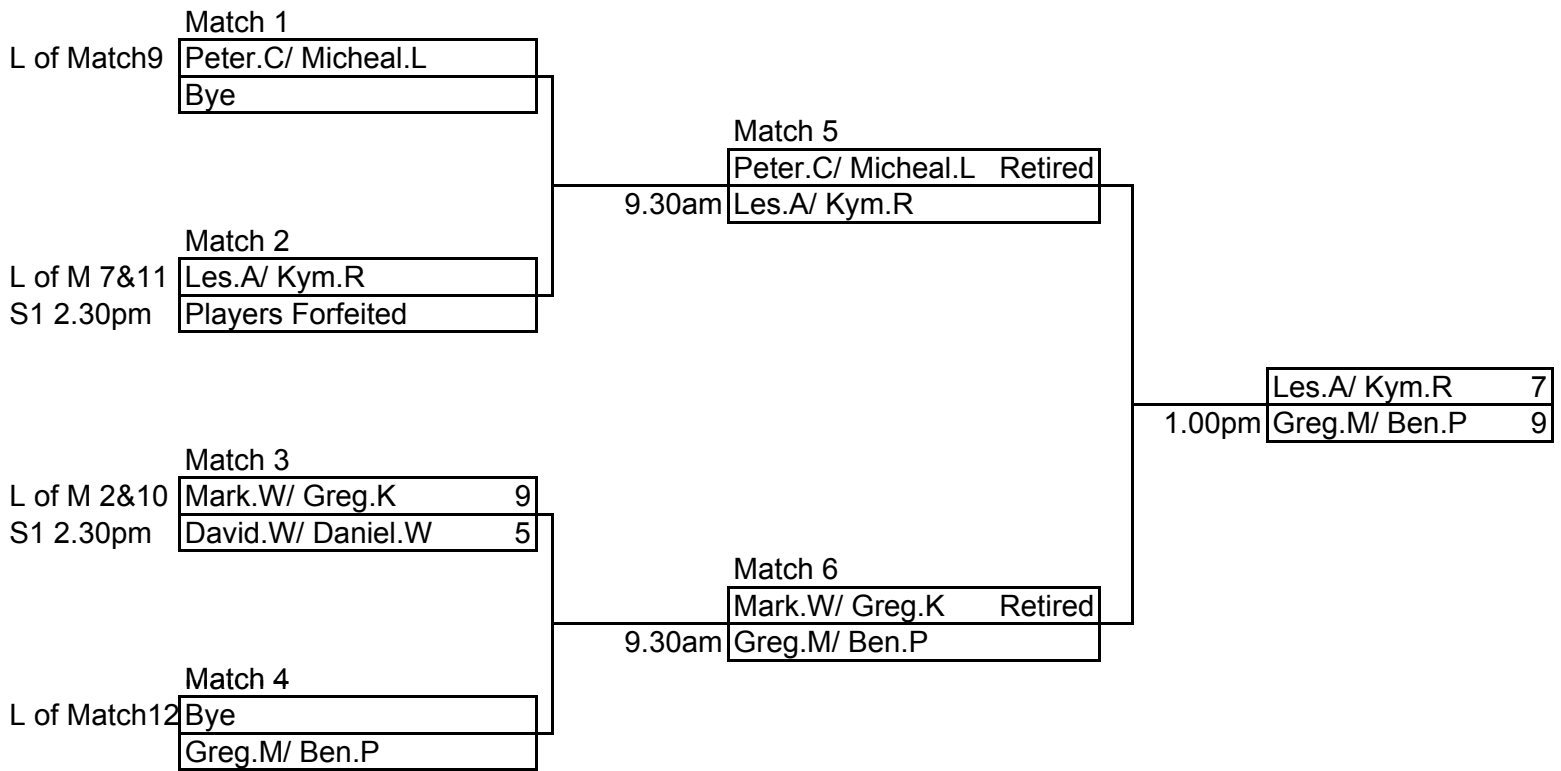 Match 1
L of Match9 Peter.C/ Micheal.L
Bye
Match 5
Peter.C/ Micheal.L Retired
9.30am Les.A/ Kym.R
Match 2
L of M 7&11 Les.A/ Kym.R
S1 2.30pm Players Forfeited
Les.A/ Kym.R 7
1.00pm Greg.M/ Ben.P 9
Match 3
L of M 2&10 Mark.W/ Greg.K 9
S1 2.30pm David.W/ Daniel.W 5
Match 6
Mark.W/ Greg.K Retired
9.30am Greg.M/ Ben.P
Match 4
L of Match12 Bye
Greg.M/ Ben.P